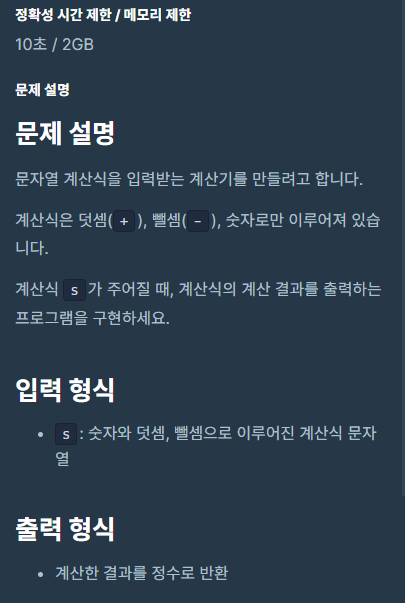 정확성 시간 제한 / 메모리 제한
10초 / 2GB
문제 설명
문제 설명
문자열 계산식을 입력받는 계산기를 만들려고 합니다.
계산식은 덧셈( + ), 뺄셈( - ), 숫자로만 이루어져 있습
니다.
계산식 s 가 주어질 때, 계산식의 계산 결과를 출력하는
프로그램을 구현하세요.
입력 형식
• s : 숫자와 덧셈, 뺄셈으로 이루어진 계산식 문자
열
출력 형식
• 계산한 결과를 정수로 반환